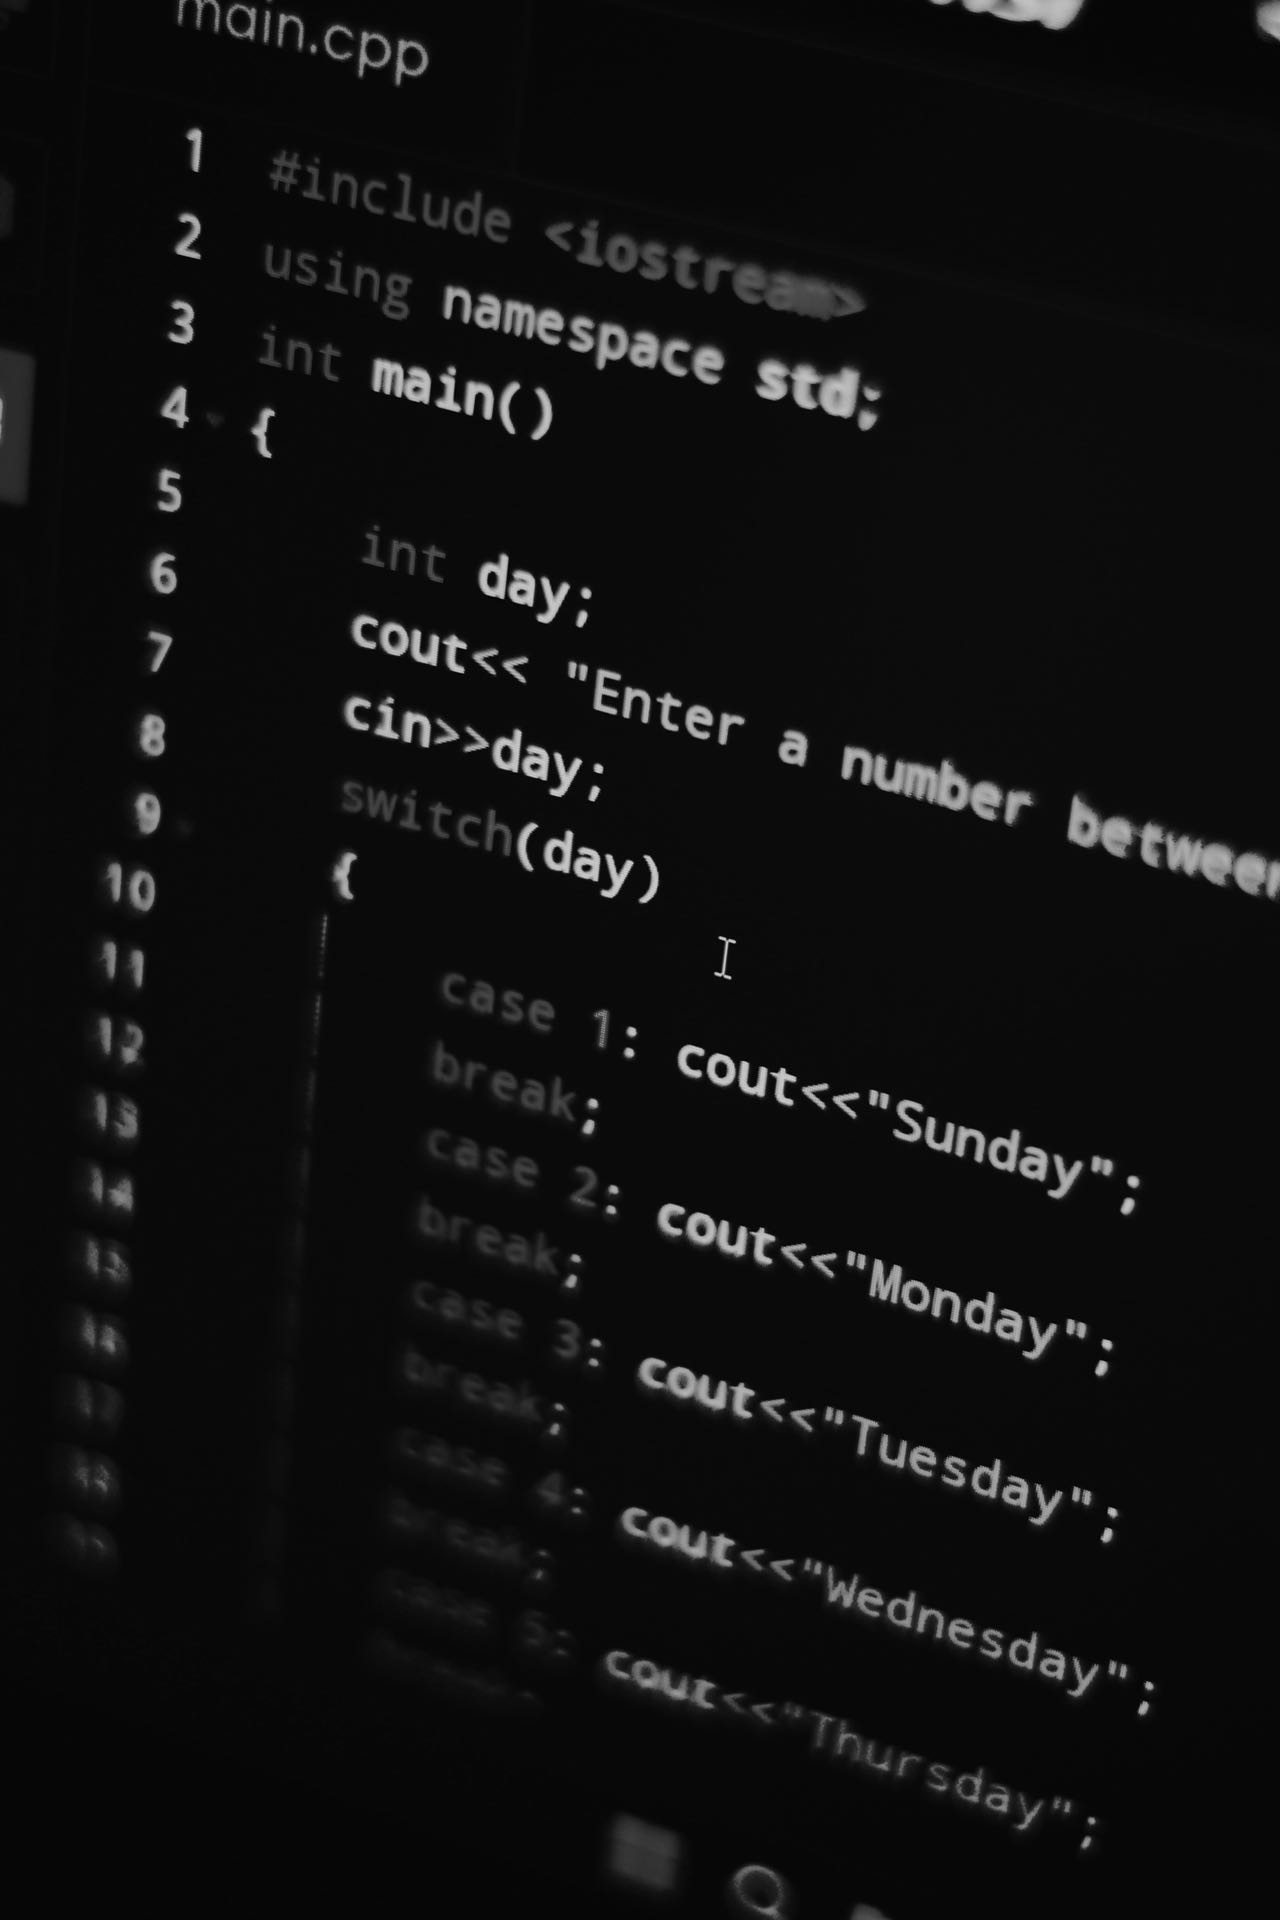 main.cpp
1 #include <iostream>
2 using namespace std;
3 int main()
4 {
5
6 int day;
7 cout<< "Enter a number between
8 cin>>day;
9 switch(day)
10 {
11
12 case 1: cout<<"Sunday";
13 break;
14 case 2: cout<<"Monday";
15 break;
16 case 3: cout<<"Tuesday";
17 break;
18 case 4: cout<<"Wednesday";
break;
case 5: cout<<"Thursday";
break;